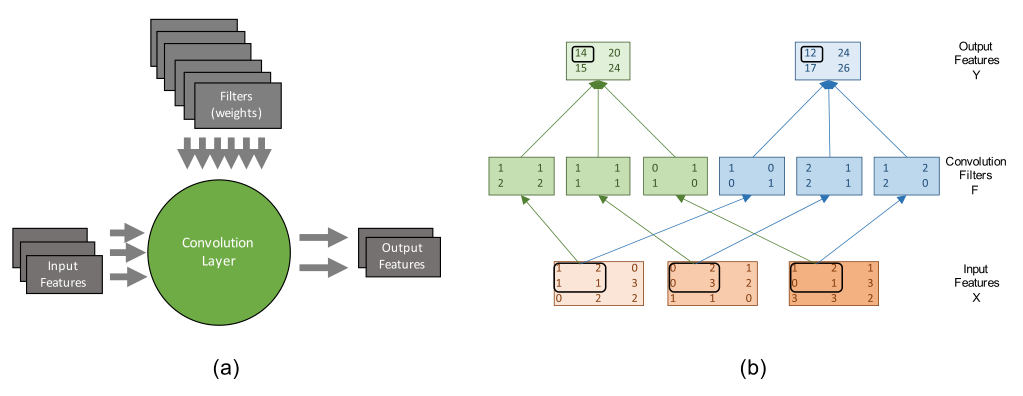 Filters
(weights)
Convolution
Layer
Input
Features
Output
Features
(a)
14 20
15 24
12 24
17 26
Output
Features
Y
1 1
2 2
1 1
1 1
0 1
1 0
1 0
0 1
2 1
2 1
1 2
2 0
Convolution
Filters
F
1 2 0
1 1 3
0 2 2
0 2 1
0 3 2
1 1 0
1 2 1
0 1 3
3 3 2
Input
Features
X
(b)